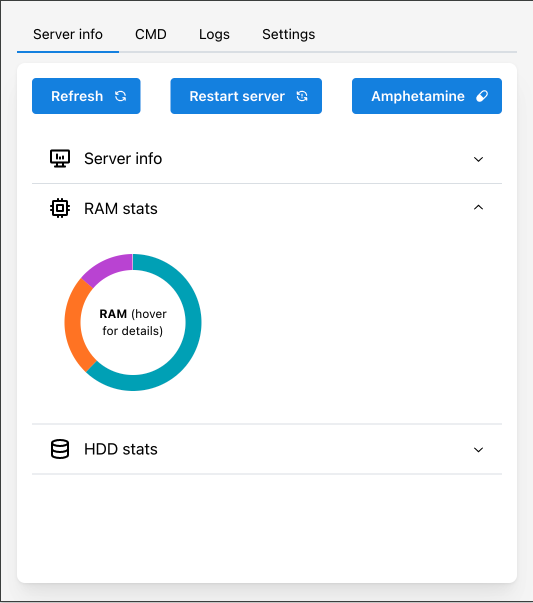 Server info CMD Logs Settings
Refresh Restart server Amphetamine
Server info
RAM stats
RAM (hover
for details)
HDD stats